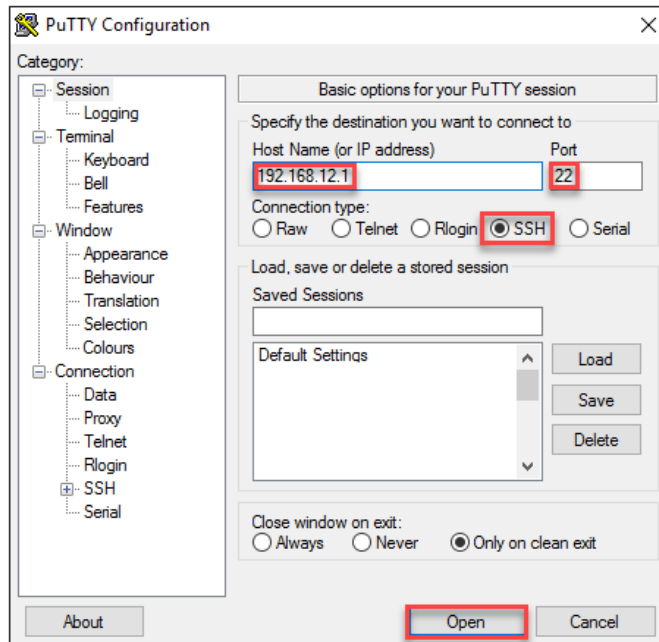 PuTTY Configuration
Category:
Session
Logging
Terminal
Keyboard
Bell
Features
Window
Appearance
Behaviour
Translation
Selection
Colours
Connection
Data
Proxy
Telnet
Rlogin
SSH
Serial
Basic options for your PuTTY session
Specify the destination you want to connect to
Host Name (or IP address) Port
192.168.12.1 22
Connection type:
Raw Telnet Rlogin SSH Serial
Load, save or delete a stored session
Saved Sessions
Default Settings
Load
Save
Delete
Close window on exit:
Always Never Only on clean exit
About Open Cancel